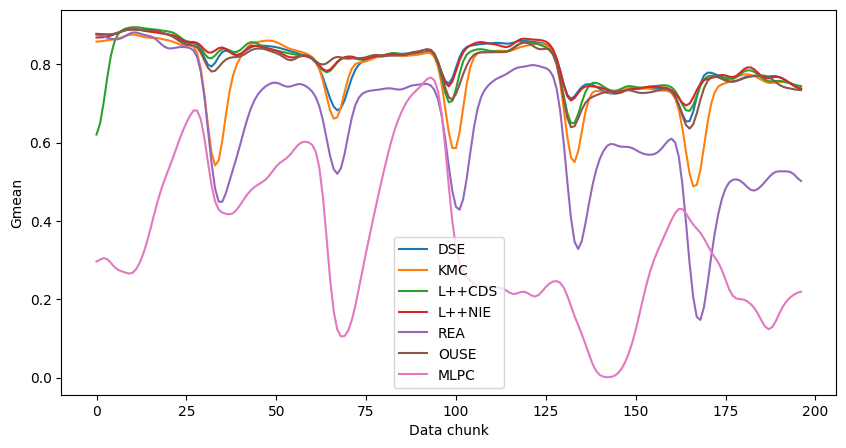 0.8
0.6
0.4
0.2
0.0
Gmean
DSE
KMC
L++CDS
L++NIE
REA
OUSE
MLPC
0 25 50 75 100 125 150 175 200
Data chunk